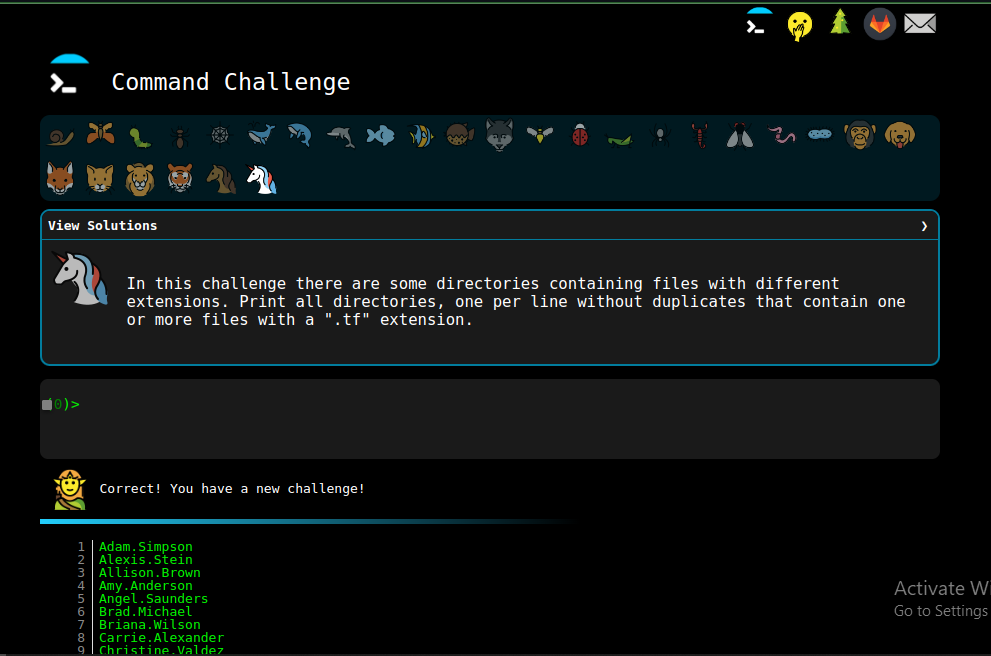 Command Challenge
View Solutions
In this challenge there are some directories containing files with different
extensions. Print all directories, one per line without duplicates that contain one
or more files with a ".tf" extension.
(0)>
Correct! You have a new challenge!
1 Adam.Simpson
2 Alexis.Stein
3 Allison.Brown
4 Amy.Anderson
5 Angel.Saunders
6 Brad.Michael
7 Briana.Wilson
8 Carrie.Alexander
9 Christine.Valdez
Activate Wi
Go to Settings